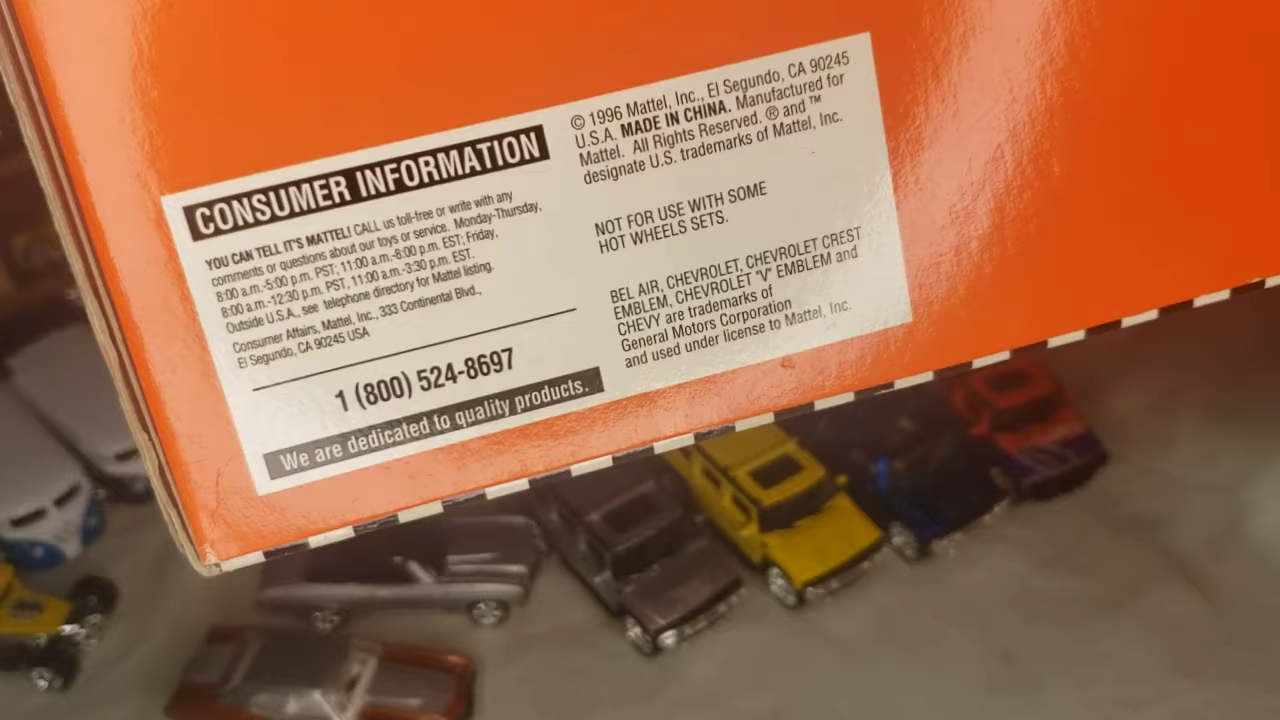 CONSUMER INFORMATION
YOU CAN TELL IT'S MATTEL! CALL us toll-free or write with any
comments or questions about our toys or service. Monday-Thursday,
8:00 a.m.-5:00 p.m. PST; 11:00 a.m.-8:00 p.m. EST; Friday,
8:00 a.m.-12:30 p.m. PST, 11:00 a.m.-3:30 p.m. EST.
Outside U.S.A., see telephone directory for Mattel listing.
Consumer Affairs, Mattel, Inc., 333 Continental Blvd.,
El Segundo, CA 90245 USA
1 (800) 524-8697
We are dedicated to quality products.
© 1996 Mattel, Inc., El Segundo, CA 90245
U.S.A. MADE IN CHINA. Manufactured for
Mattel. All Rights Reserved. ® and ™
designate U.S. trademarks of Mattel, Inc.
NOT FOR USE WITH SOME
HOT WHEELS SETS.
BEL AIR, CHEVROLET, CHEVROLET CREST
EMBLEM, CHEVROLET "V" EMBLEM and
CHEVY are trademarks of
General Motors Corporation
and used under license to Mattel, Inc.